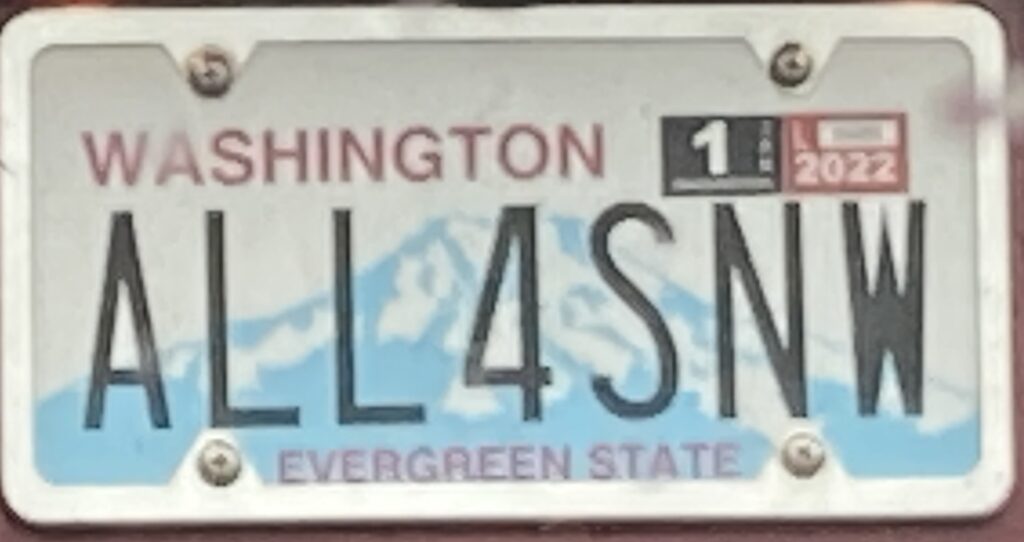 WASHINGTON
1
2022
ALL4SNW
EVERGREEN STATE